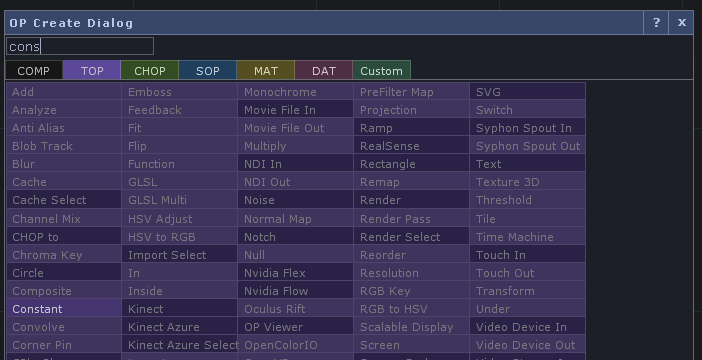 OP Create Dialog ? x
cons
COMP TOP CHOP SOP MAT DAT Custom
Add Emboss Monochrome PreFilter Map SVG
Analyze Feedback Movie File In Projection Switch
Anti Alias Fit Movie File Out Ramp Syphon Spout In
Blob Track Flip Multiply RealSense Syphon Spout Out
Blur Function NDI In Rectangle Text
Cache GLSL NDI Out Remap Texture 3D
Cache Select GLSL Multi Noise Render Threshold
Channel Mix HSV Adjust Normal Map Render Pass Tile
CHOP to HSV to RGB Notch Render Select Time Machine
Chroma Key Import Select Null Reorder Touch In
Circle In Nvidia Flex Resolution Touch Out
Composite Inside Nvidia Flow RGB Key Transform
Constant Kinect Oculus Rift RGB to HSV Under
Convolve Kinect Azure OP Viewer Scalable Display Video Device In
Corner Pin Kinect Azure Select OpenColorIO Screen Video Device Out